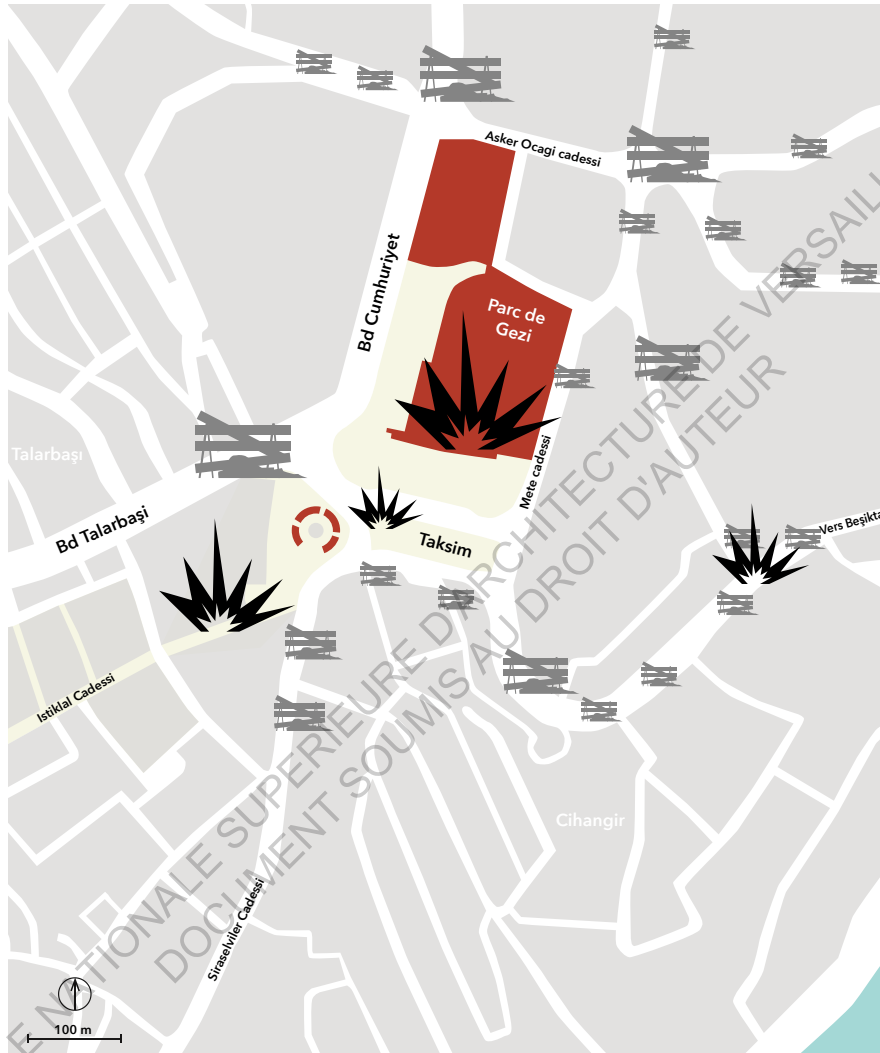 Asker Ocagi cadessi
Bd Cumhuriyet
Parc de
Gezi
Talarbaşı
Mete cadessi
Bd Talarbaşi
Taksim
Vers Beşikta
Istiklal Cadessi
Cihangir
Siraselviler Cadessi
100 m
E NATIONALE SUPERIEURE D'ARCHITECTURE DE VERSAILL
DOCUMENT SOUMIS AU DROIT D'AUTEUR